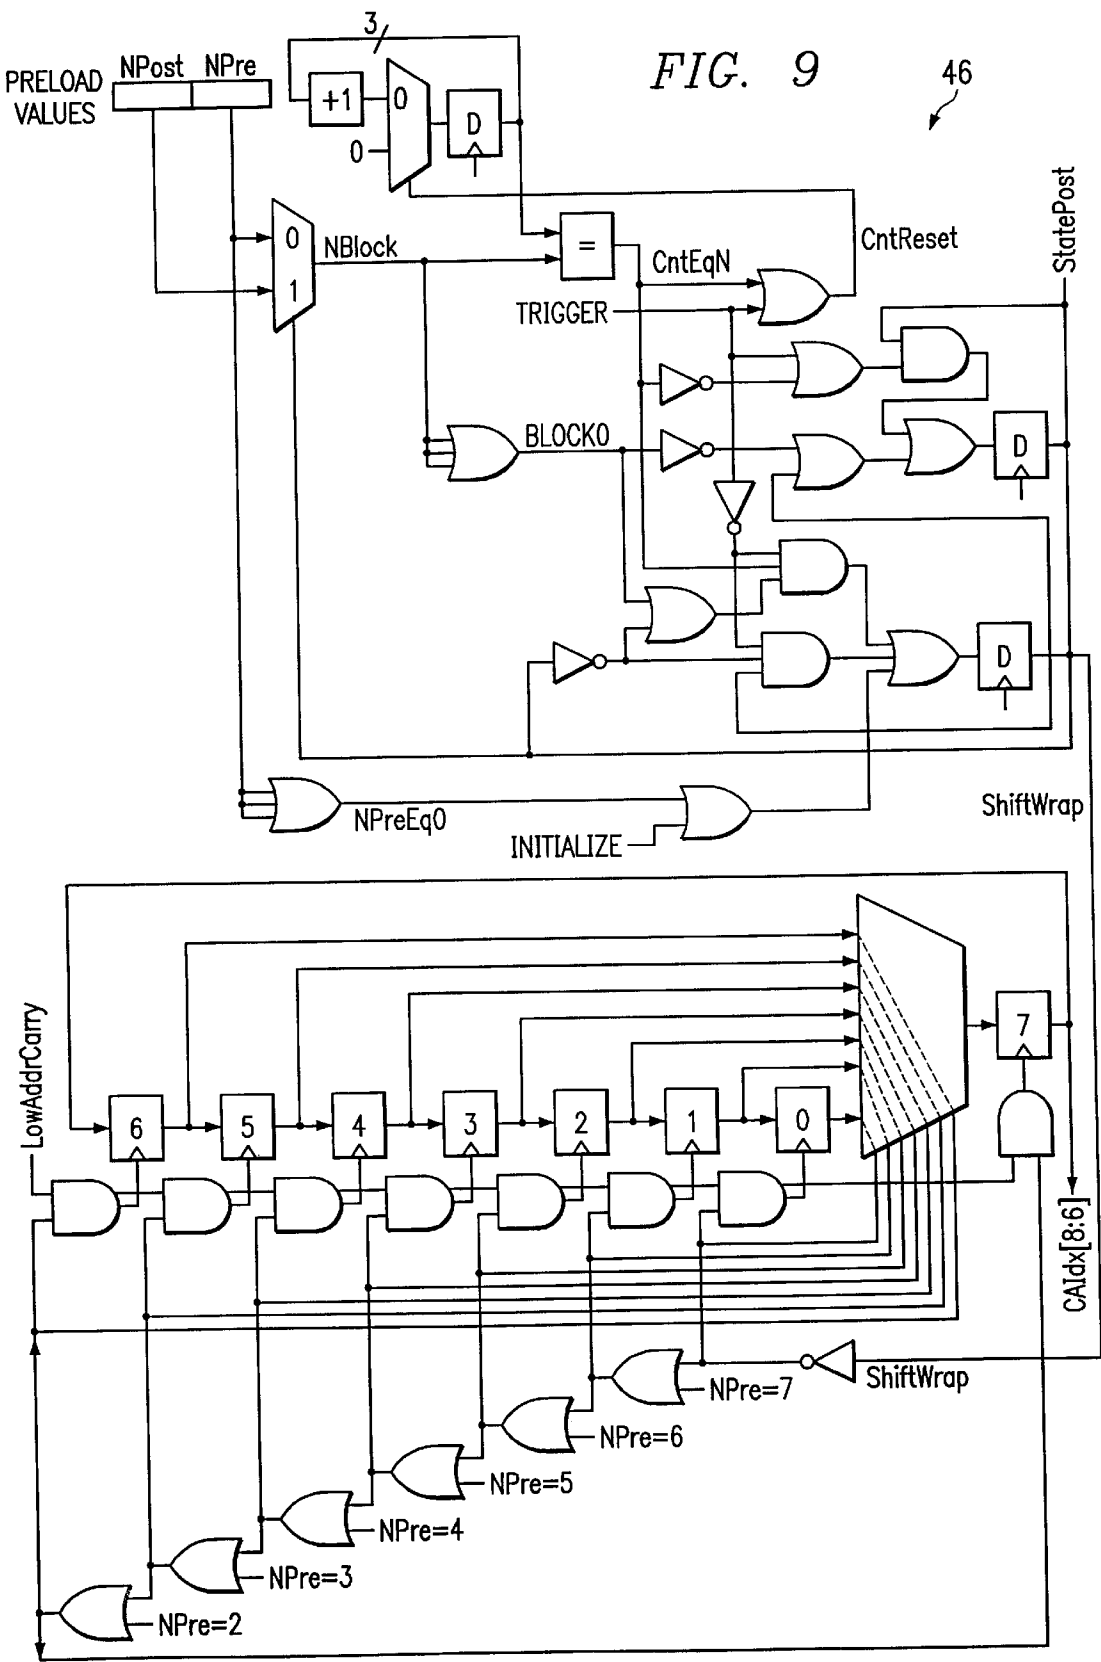 FIG. 9
46
PRELOAD
VALUES
NPost
NPre
3
+1
0
0
D
0
1
NBlock
=
CntEqN
CntReset
StatePost
TRIGGER
BLOCK0
D
D
NPreEq0
INITIALIZE
ShiftWrap
LowAddrCarry
6
5
4
3
2
1
0
7
CAIdx[8:6]
ShiftWrap
NPre=7
NPre=6
NPre=5
NPre=4
NPre=3
NPre=2